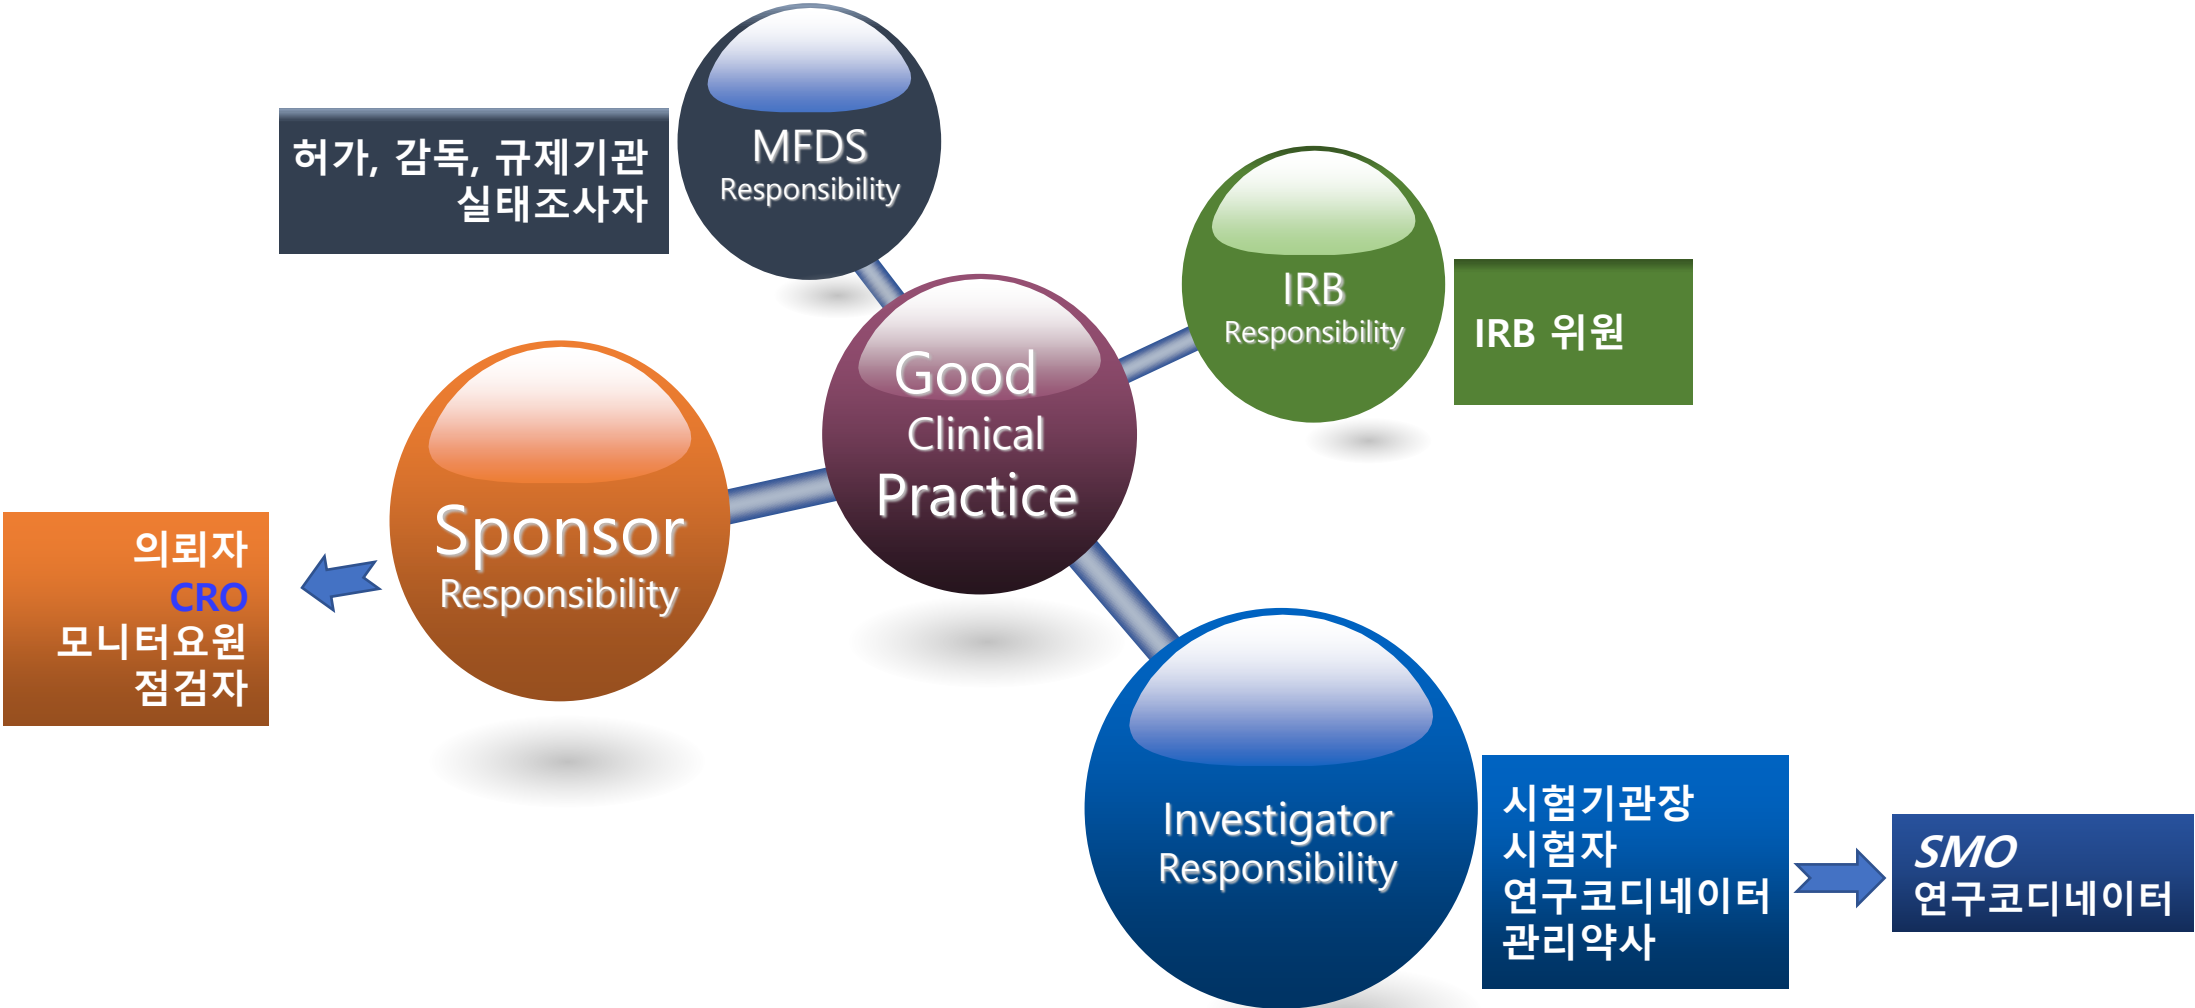 MFDS
Responsibility
허가, 감독, 규제기관
실태조사자
IRB
Responsibility
IRB 위원
Good
Clinical
Practice
Sponsor
Responsibility
의뢰자
CRO
모니터요원
점검자
Investigator
Responsibility
시험기관장
시험자
연구코디네이터
관리약사
SMO
연구코디네이터